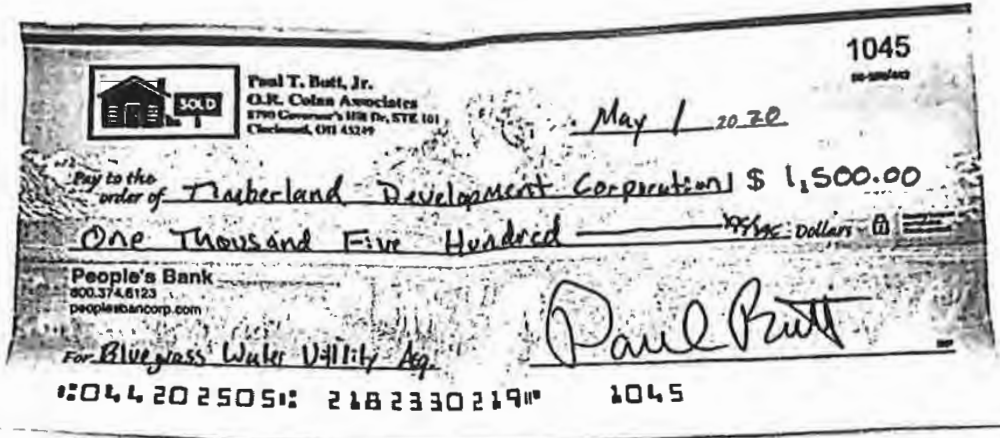 1045
SOLD
Paul T. Butt, Jr.
O.R. Colan Associates
8790 Governor's Hill Dr, STE 101
Cincinnati, OH 45249
May 1 2020
Pay to the order of Timberland Development Corporation $ 1,500.00
One Thousand Five Hundred Dollars
People's Bank
800.374.6123
peoplesbancorp.com
For Bluegrass Water Utility Aq.
Paul Butt
⑆044202505⑆ 2182330219⑈ 1045